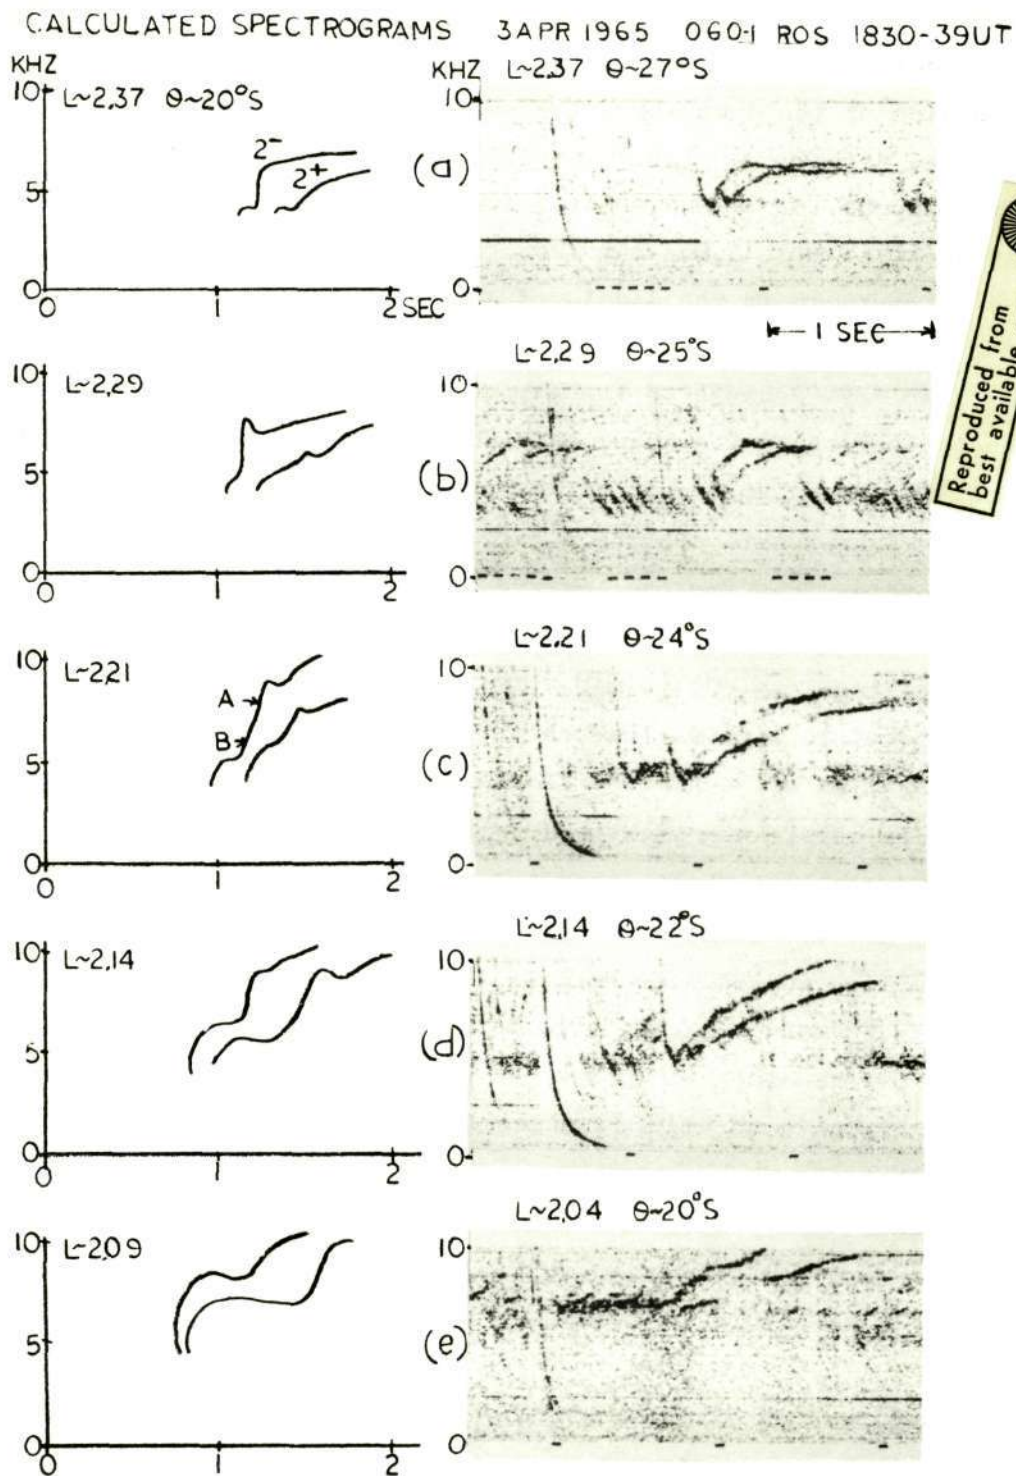 CALCULATED SPECTROGRAMS 3 APR 1965 060-1 ROS 1830-39UT
KHZ
10
L~2,37 θ~20°S
2-
2+
5
0
0 1 2 SEC
(a)
KHZ L~2,37 θ~27°S
10
0
1 SEC
Reproduced from
best available
10
L~2,29
5
0
0 1 2
(b)
L~2,29 θ~25°S
10
0
10
L~2,21
A
B
5
0
0 1 2
(c)
L~2,21 θ~24°S
10
0
10
L~2,14
5
0
0 1 2
(d)
L~2,14 θ~22°S
10
0
10
L~2,09
5
0
0 1 2
(e)
L~2,04 θ~20°S
10
0